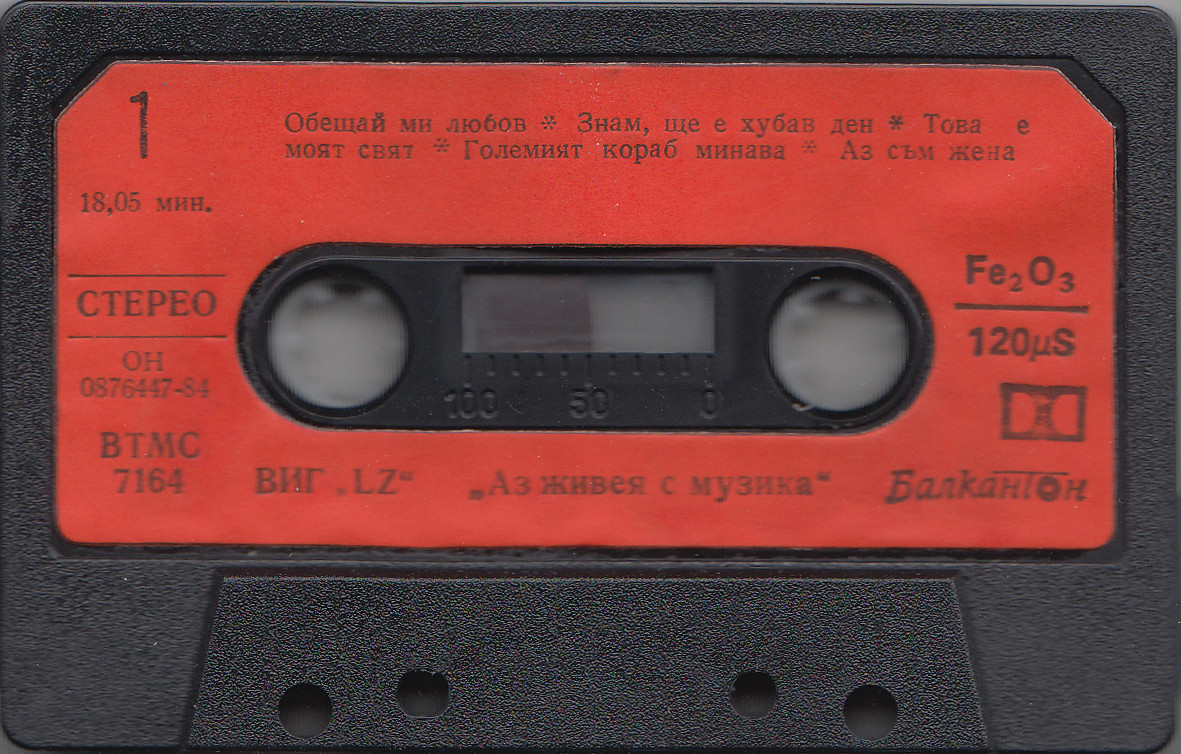 1
Обещай ми любов * Знам, ще е хубав ден * Това е
моят свят * Големият кораб минава * Аз съм жена
18,05 мин.
СТЕРЕО
ОН
0876447-84
ВТМС
7164
Fe₂O₃
120µS
100 50 0
ВИГ „LZ“ „Аз живея с музика“
Балкантон